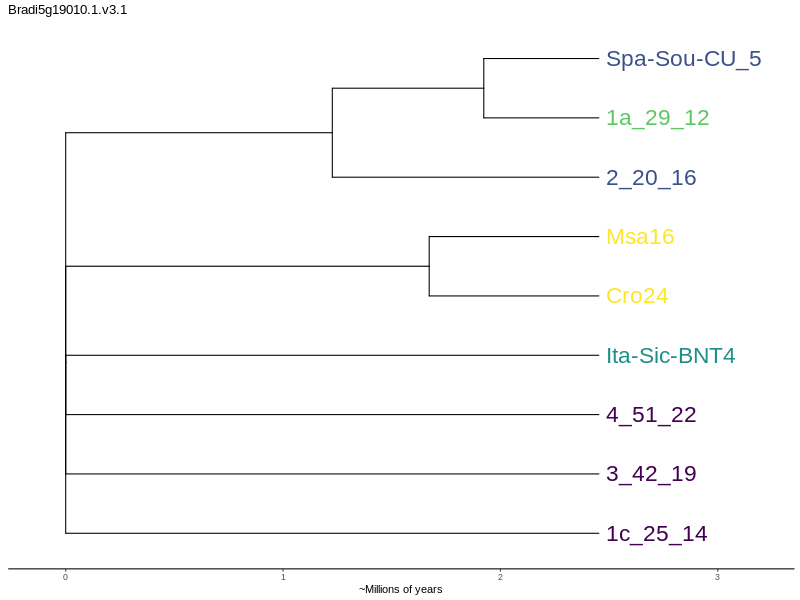 Bradi5g19010.1.v3.1
Spa-Sou-CU_5
1a_29_12
2_20_16
Msa16
Cro24
Ita-Sic-BNT4
4_51_22
3_42_19
1c_25_14
0 1 2 3
~Millions of years